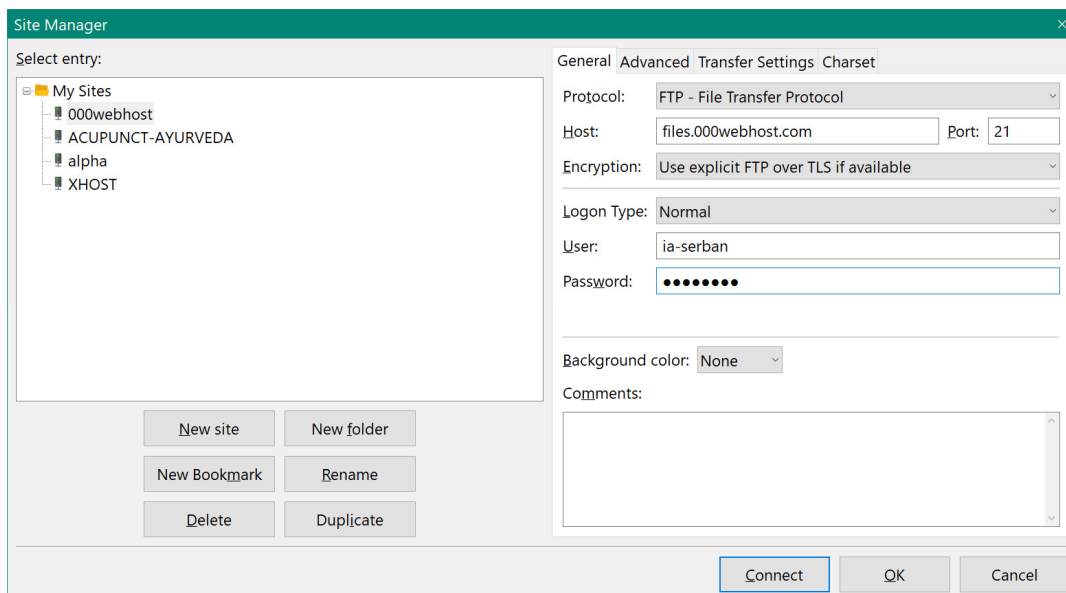 Site Manager
Select entry:
My Sites
000webhost
ACUPUNCT-AYURVEDA
alpha
XHOST
New site New folder
New Bookmark Rename
Delete Duplicate
General Advanced Transfer Settings Charset
Protocol: FTP - File Transfer Protocol
Host: files.000webhost.com Port: 21
Encryption: Use explicit FTP over TLS if available
Logon Type: Normal
User: ia-serban
Password: ●●●●●●●●
Background color: None
Comments:
Connect OK Cancel